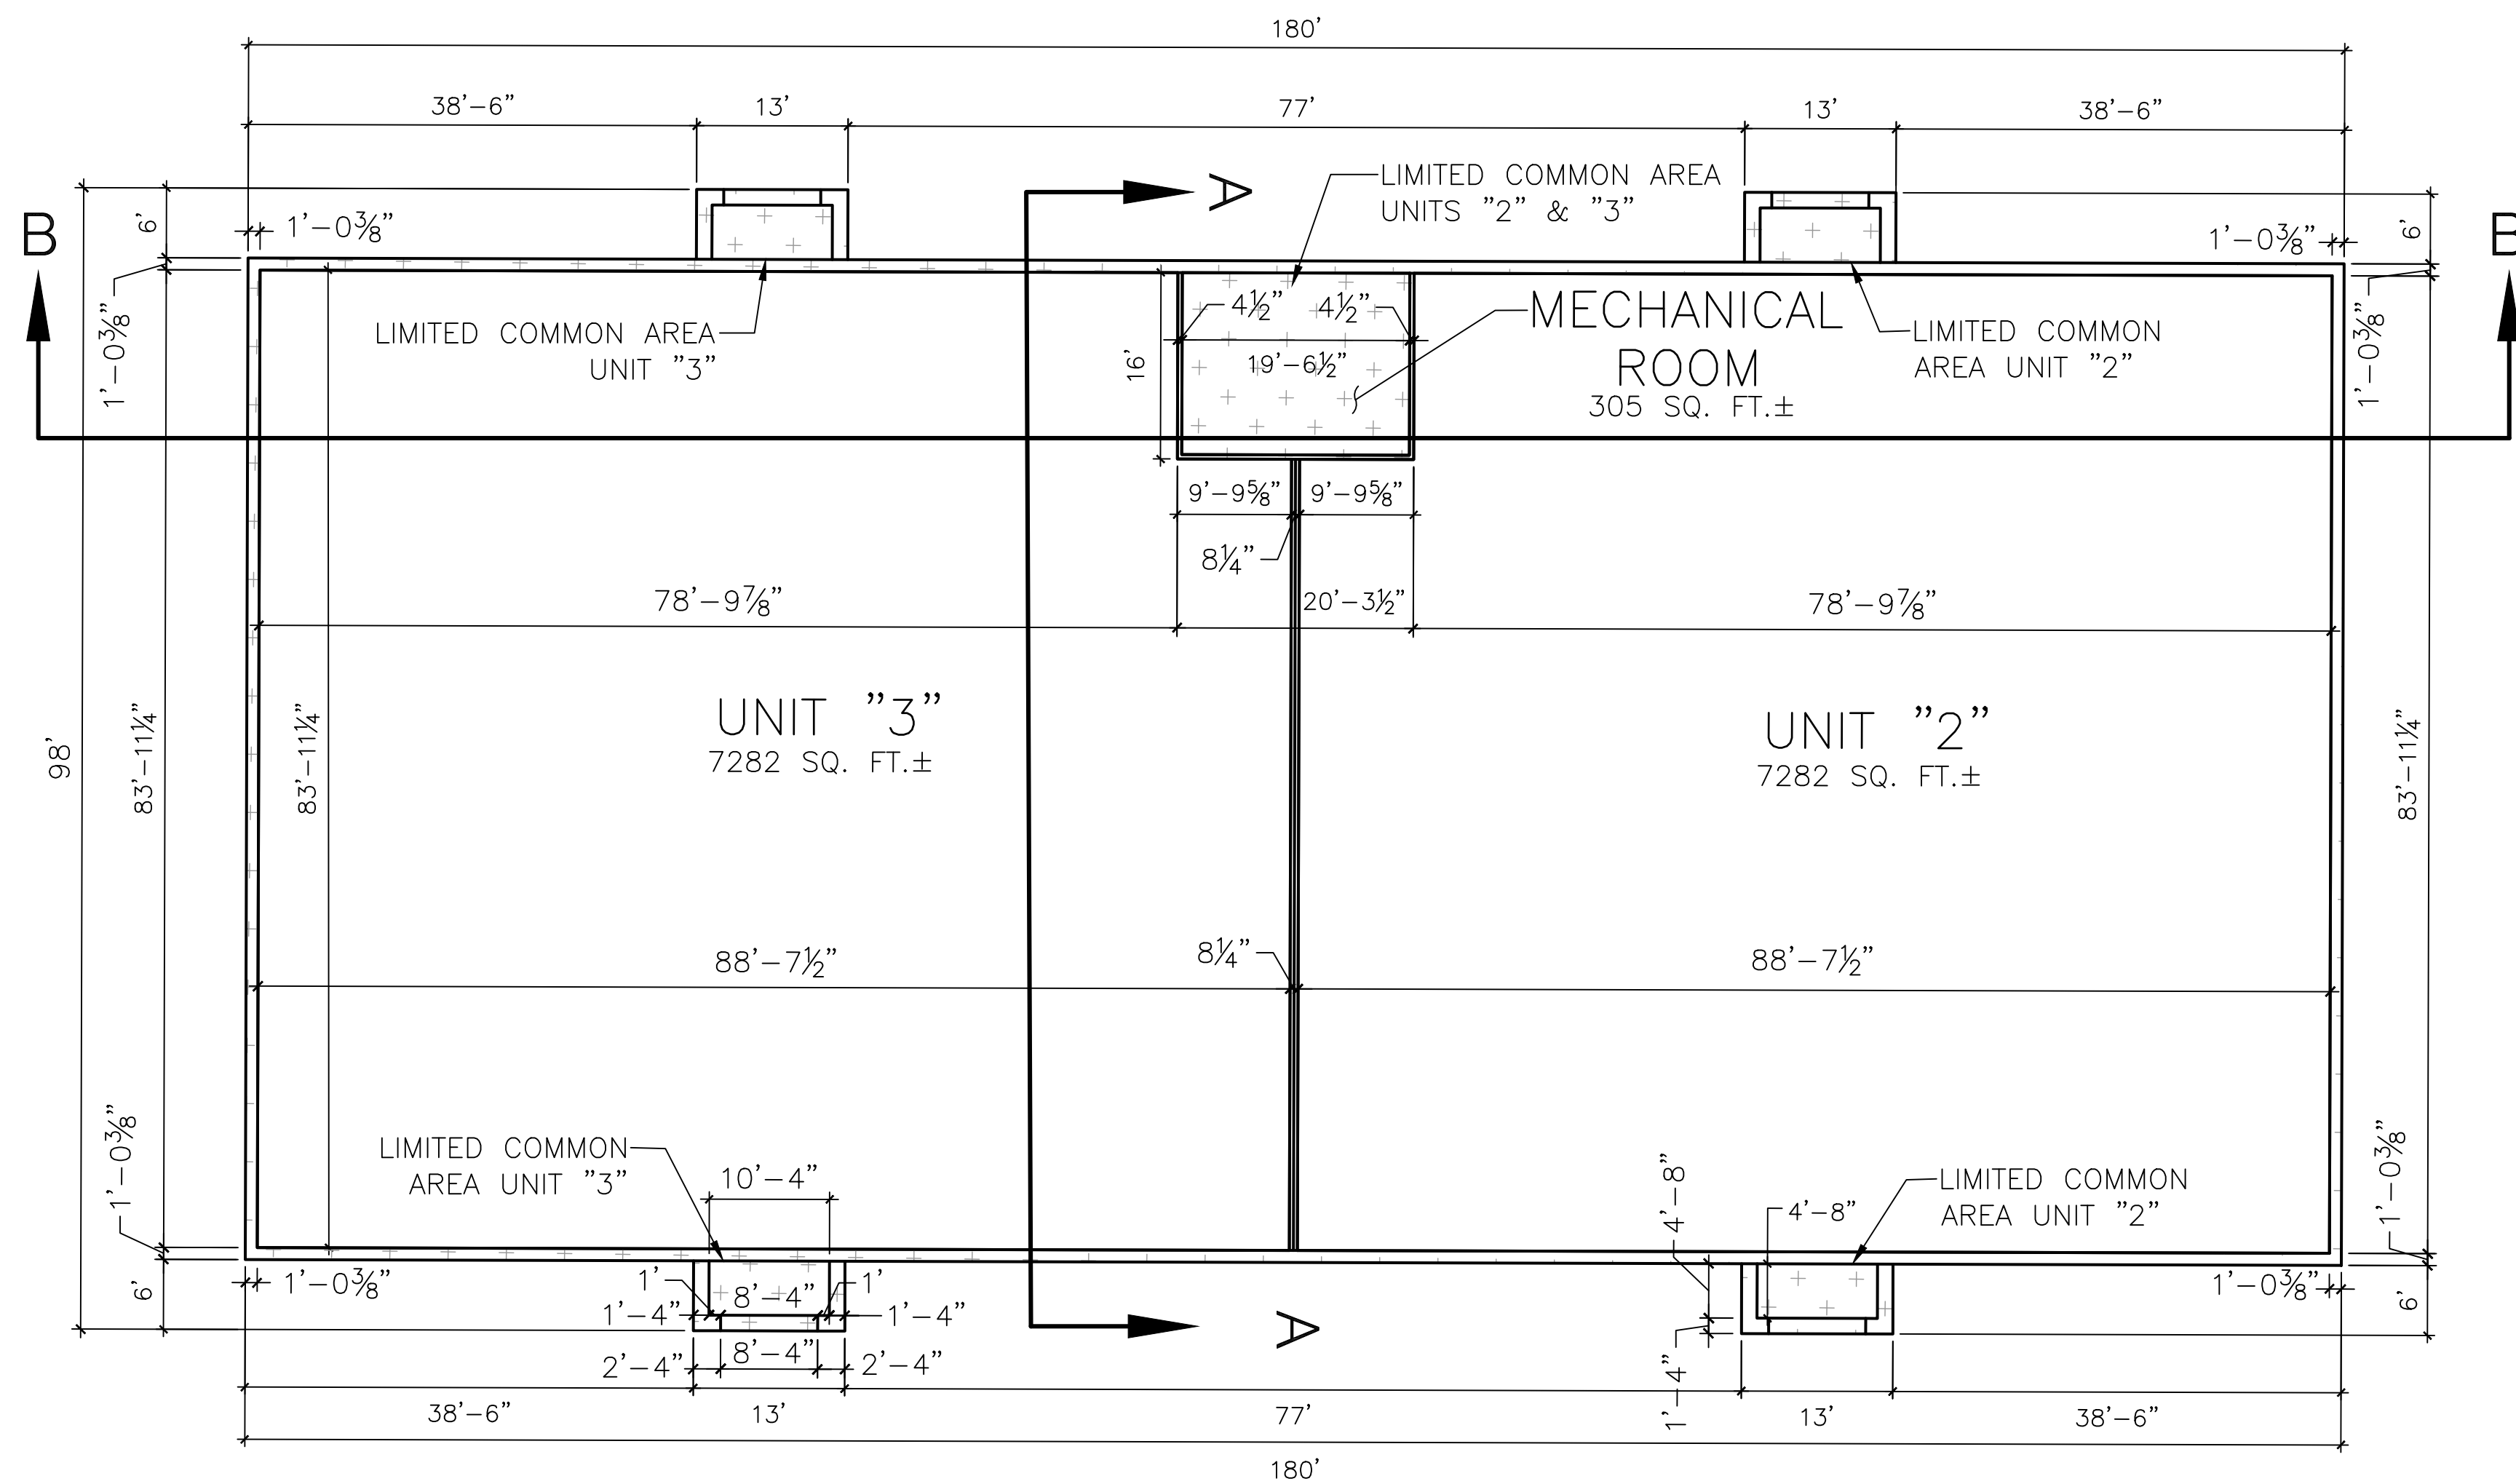 180'
38'-6"
13'
77'
13'
38'-6"
LIMITED COMMON AREA
UNITS "2" & "3"
A
B
B
6'
1'-0⅜"
1'-0⅜"
6'
1'-0⅜"
1'-0⅜"
LIMITED COMMON AREA
UNIT "3"
16'
4½"
4½"
19'-6½"
MECHANICAL
ROOM
305 SQ. FT.±
LIMITED COMMON
AREA UNIT "2"
9'-9⅝"
9'-9⅝"
8¼"
78'-9⅞"
20'-3½"
78'-9⅞"
98'
83'-11¼"
83'-11¼"
UNIT "3"
7282 SQ. FT.±
UNIT "2"
7282 SQ. FT.±
83'-11¼"
88'-7½"
8¼"
88'-7½"
1'-0⅜"
LIMITED COMMON
AREA UNIT "3"
10'-4"
4'-8"
4'-8"
LIMITED COMMON
AREA UNIT "2"
1'-0⅜"
6'
1'-0⅜"
1'
8'-4"
1'
1'-4"
1'-4"
A
1'-0⅜"
6'
2'-4"
8'-4"
2'-4"
1'-4"
38'-6"
13'
77'
13'
38'-6"
180'